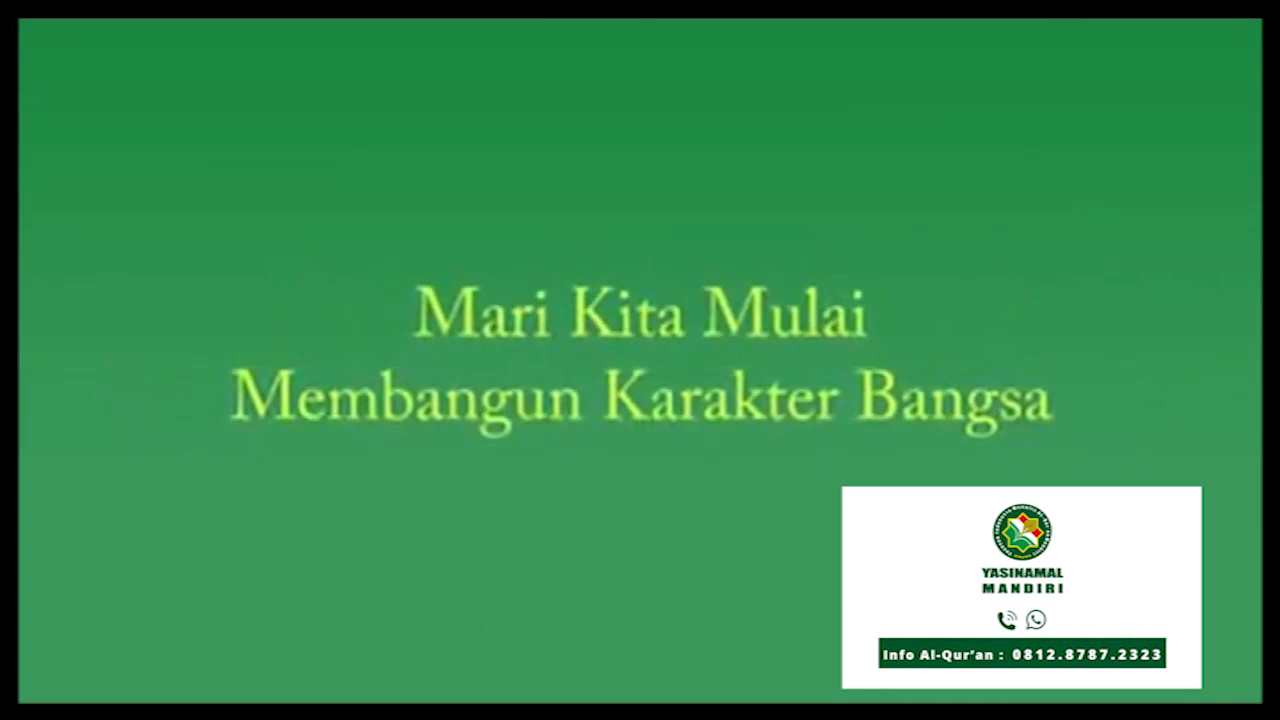 Mari Kita Mulai
Membangun Karakter Bangsa
YASINAMAL
MANDIRI
Info Al-Qur'an : 0812.8787.2323